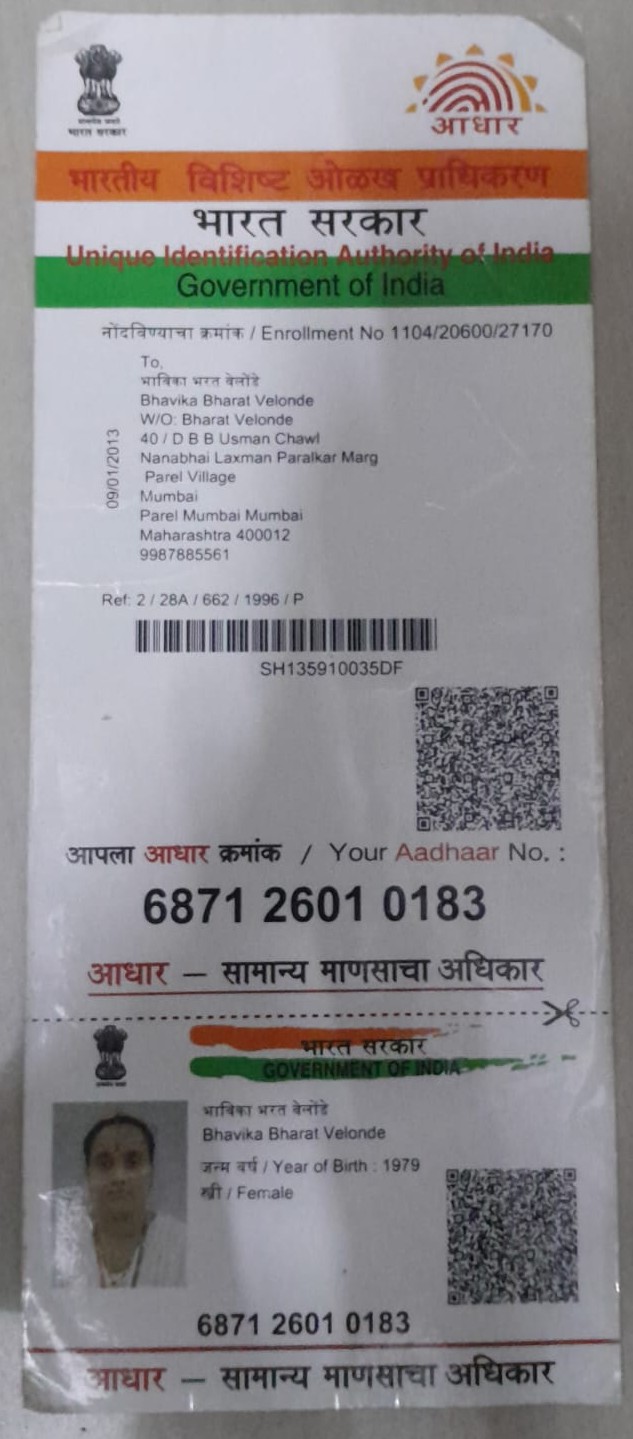 भारत सरकार
आधार
भारतीय विशिष्ट ओळख प्राधिकरण
भारत सरकार
Unique Identification Authority of India
Government of India
नोंदविण्याचा क्रमांक / Enrollment No 1104/20600/27170
To,
भाविका भरत वेलोंडे
Bhavika Bharat Velonde
W/O: Bharat Velonde
40 / D B B Usman Chawl
Nanabhai Laxman Paralkar Marg
Parel Village
Mumbai
Parel Mumbai Mumbai
Maharashtra 400012
9987885561
09/01/2013
Ref: 2 / 28A / 662 / 1996 / P
SH135910035DF
आपला आधार क्रमांक / Your Aadhaar No. :
6871 2601 0183
आधार — सामान्य माणसाचा अधिकार
भारत सरकार
GOVERNMENT OF INDIA
भाविका भरत वेलोंडे
Bhavika Bharat Velonde
जन्म वर्ष / Year of Birth : 1979
स्त्री / Female
6871 2601 0183
आधार — सामान्य माणसाचा अधिकार